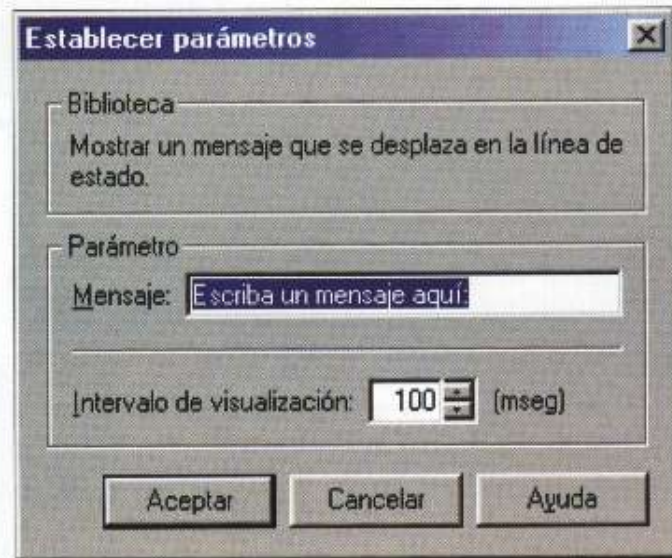 Establecer parámetros
Biblioteca
Mostrar un mensaje que se desplaza en la línea de
estado.
Parámetro
Mensaje: Escriba un mensaje aquí:
Intervalo de visualización: 100 (mseg)
Aceptar Cancelar Ayuda